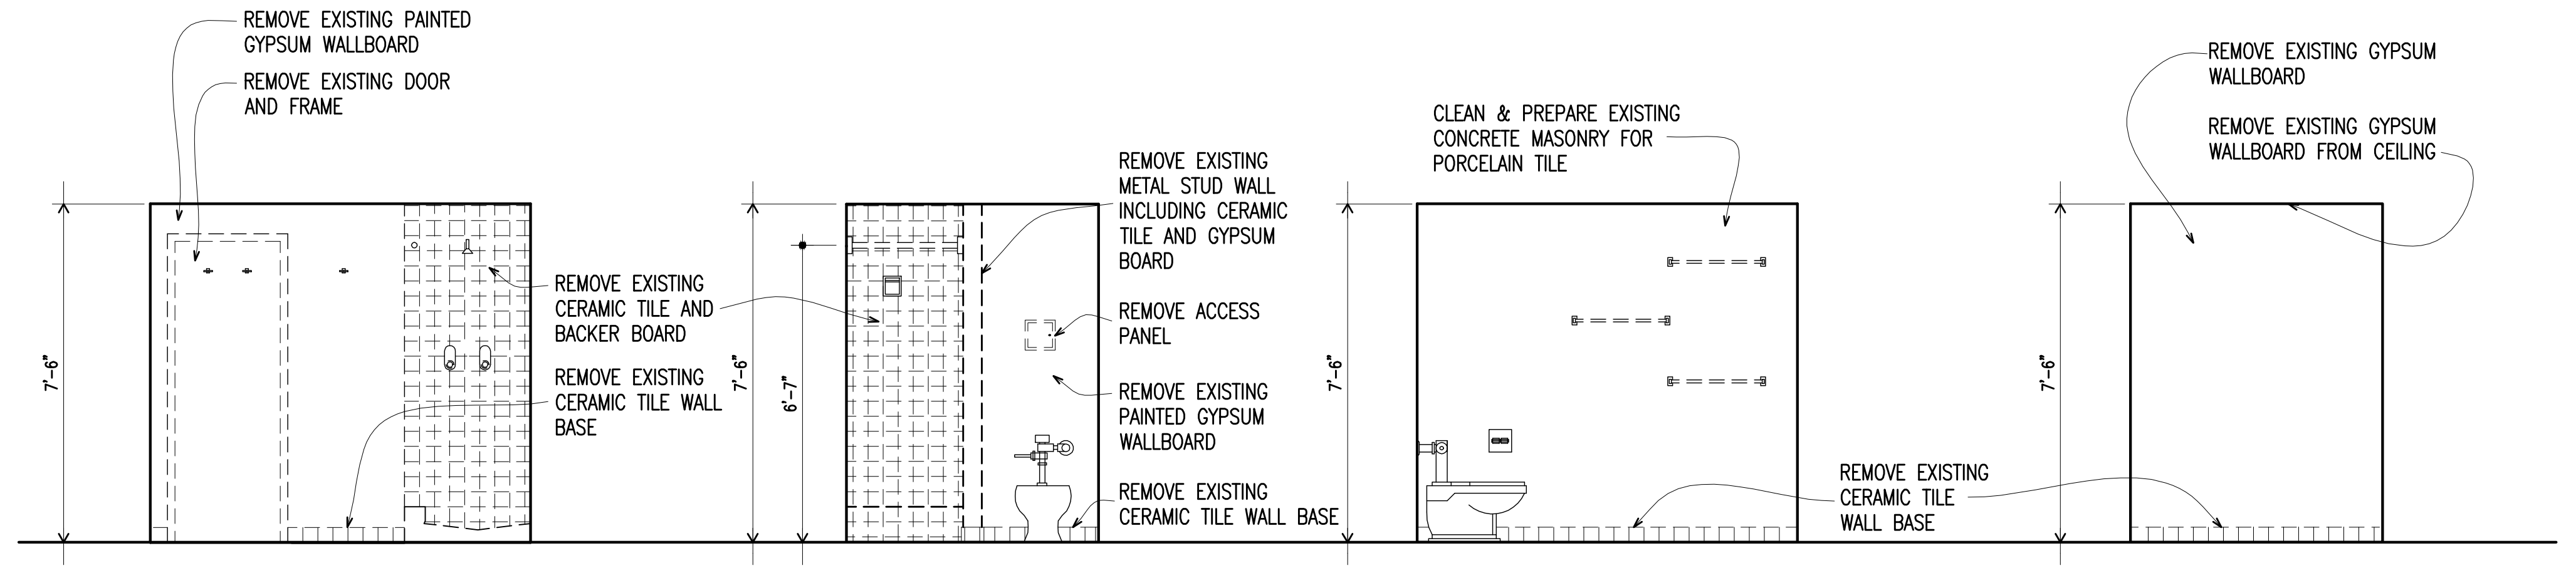 REMOVE EXISTING PAINTED
GYPSUM WALLBOARD
REMOVE EXISTING DOOR
AND FRAME
7'-6"
REMOVE EXISTING
CERAMIC TILE AND
BACKER BOARD
REMOVE EXISTING
CERAMIC TILE WALL
BASE
7'-6"
6'-7"
REMOVE EXISTING
METAL STUD WALL
INCLUDING CERAMIC
TILE AND GYPSUM
BOARD
REMOVE ACCESS
PANEL
REMOVE EXISTING
PAINTED GYPSUM
WALLBOARD
REMOVE EXISTING
CERAMIC TILE WALL BASE
7'-6"
CLEAN & PREPARE EXISTING
CONCRETE MASONRY FOR
PORCELAIN TILE
REMOVE EXISTING
CERAMIC TILE
WALL BASE
7'-6"
REMOVE EXISTING GYPSUM
WALLBOARD
REMOVE EXISTING GYPSUM
WALLBOARD FROM CEILING